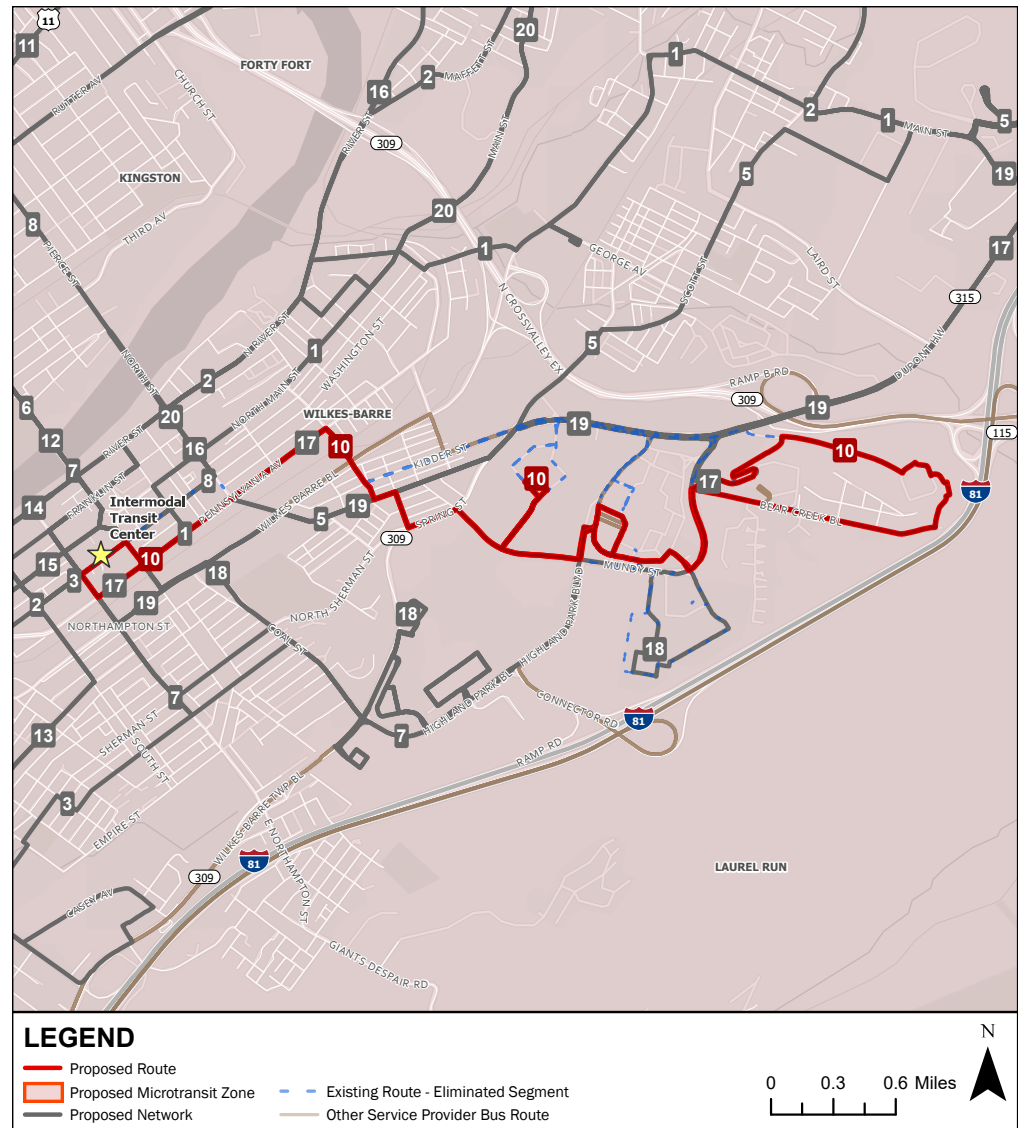 11
20
11
FORTY FORT
CHURCH ST
16
2
MAFFETT ST
1
RUTTER AV
RIVER ST
309
MAIN ST
2
1
MAIN ST
5
KINGSTON
5
19
8
THIRD AV
20
1
17
PIERCE ST
GEORGE AV
LAIRD ST
SCOTT ST
315
N CROSSVALLEY EX
NORTH ST
N RIVER ST
1
WASHINGTON ST
5
DUPONT HW
2
NORTH MAIN ST
RAMP B RD
309
6
20
WILKES-BARRE
19
19
115
12
RIVER ST
16
17
10
KIDDER ST
10
7
8
PENNSYLVANIA AV
10
17
81
14
FRANKLIN ST
Intermodal
Transit
Center
WILKES-BARRE BL
19
5
SPRING ST
BEAR CREEK BL
1
309
15
10
MUNDY ST
3
17
18
2
19
NORTH SHERMAN ST
18
HIGHLAND PARK BLVD
NORTHAMPTON ST
COAL ST
18
7
HIGHLAND PARK BL
CONNECTOR RD
13
SHERMAN ST
7
81
SOUTH ST
RAMP RD
3
EMPIRE ST
WILKES-BARRE TWP BL
E NORTHAMPTON ST
81
309
LAUREL RUN
CASEY AV
GIANTS DESPAIR RD
LEGEND
Proposed Route
Proposed Microtransit Zone
Proposed Network
Existing Route - Eliminated Segment
Other Service Provider Bus Route
0 0.3 0.6 Miles
N